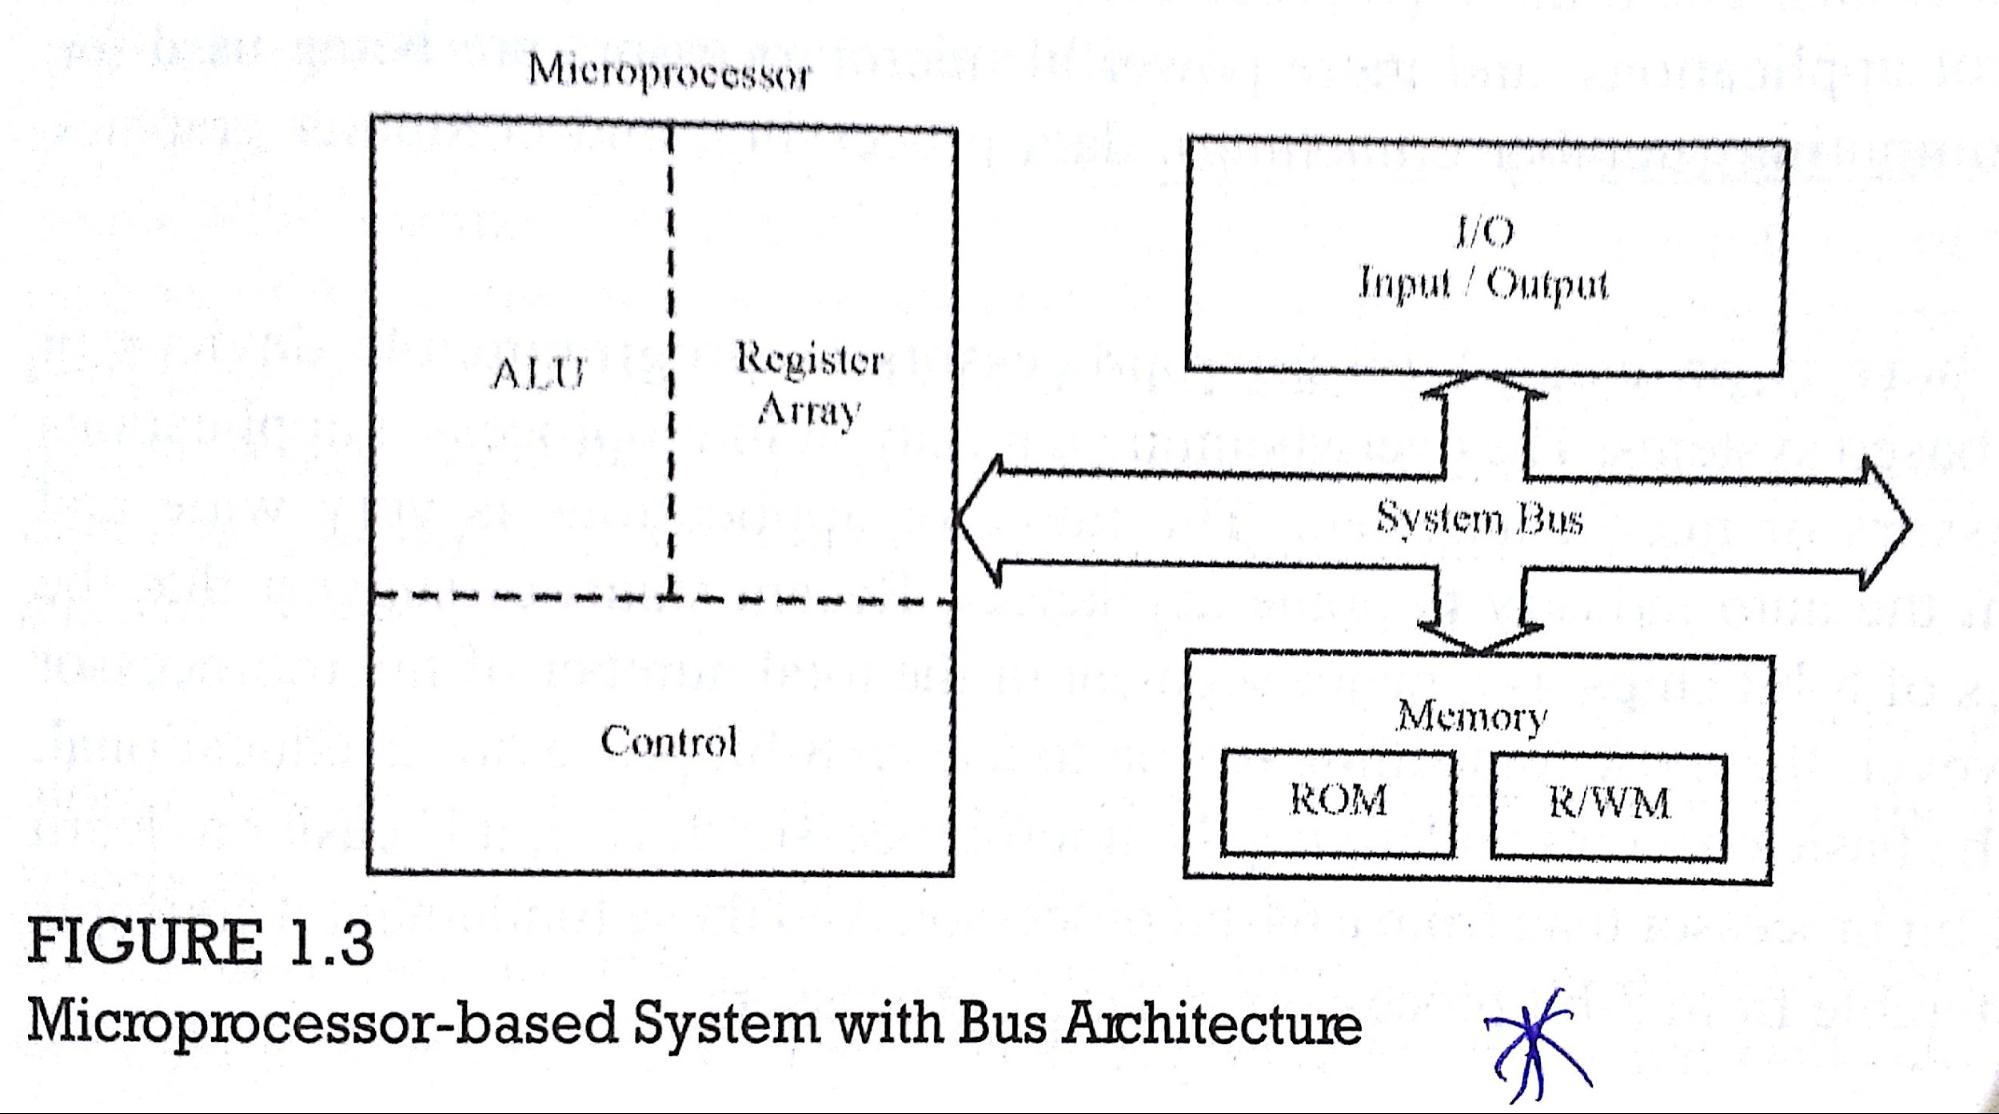 Microprocessor
ALU
Register
Array
Control
I/O
Input / Output
System Bus
Memory
ROM
R/WM
FIGURE 1.3
Microprocessor-based System with Bus Architecture